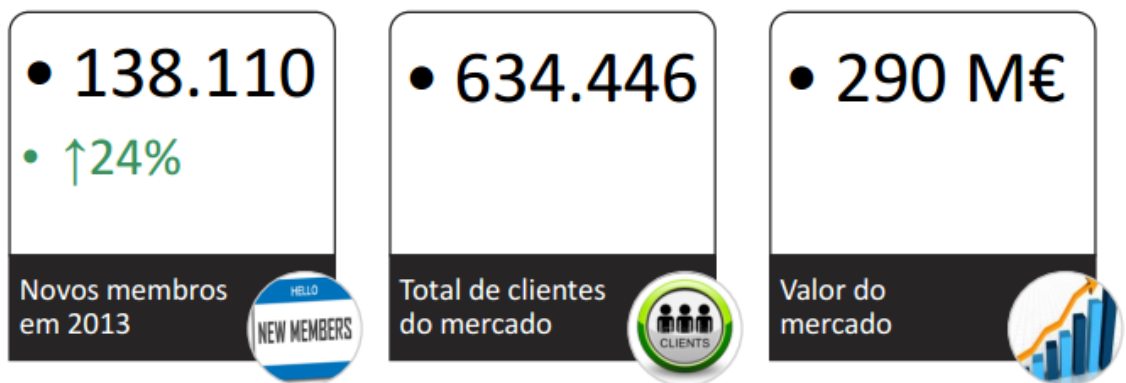 • 138.110
• ↑24%
Novos membros
em 2013
HELLO
NEW MEMBERS
• 634.446
Total de clientes
do mercado
CLIENTS
• 290 M€
Valor do
mercado